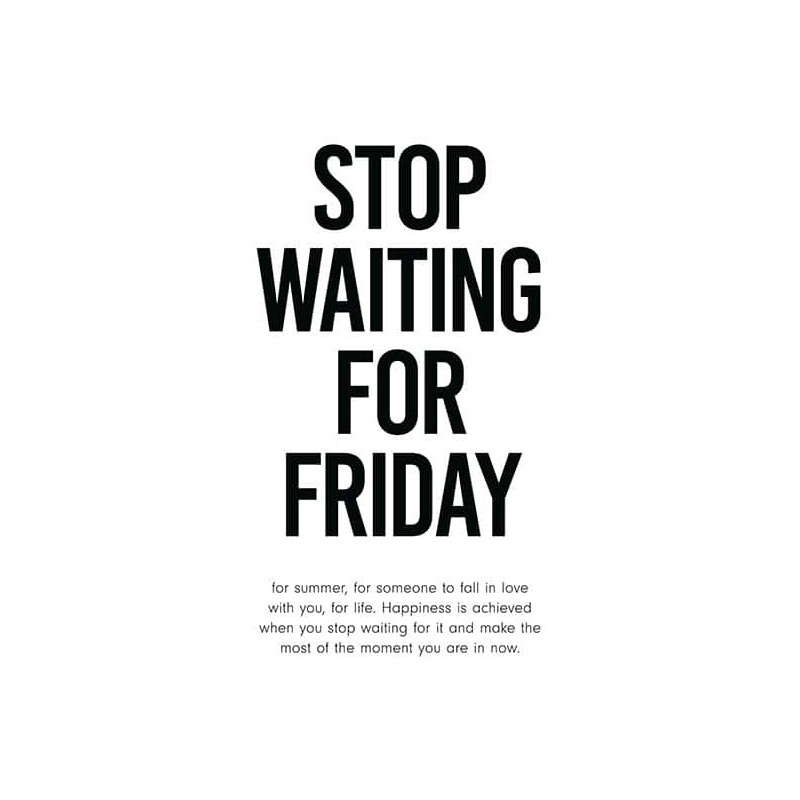 STOP
WAITING
FOR
FRIDAY
for summer, for someone to fall in love
with you, for life. Happiness is achieved
when you stop waiting for it and make the
most of the moment you are in now.